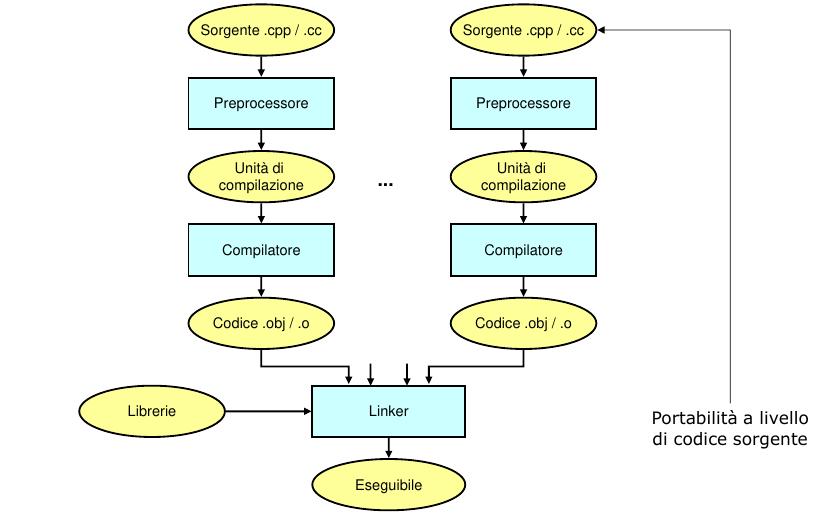 Sorgente .cpp / .cc
Sorgente .cpp / .cc
Preprocessore
Preprocessore
Unità di
compilazione
...
Unità di
compilazione
Compilatore
Compilatore
Codice .obj / .o
Codice .obj / .o
Librerie
Linker
Portabilità a livello
di codice sorgente
Eseguibile